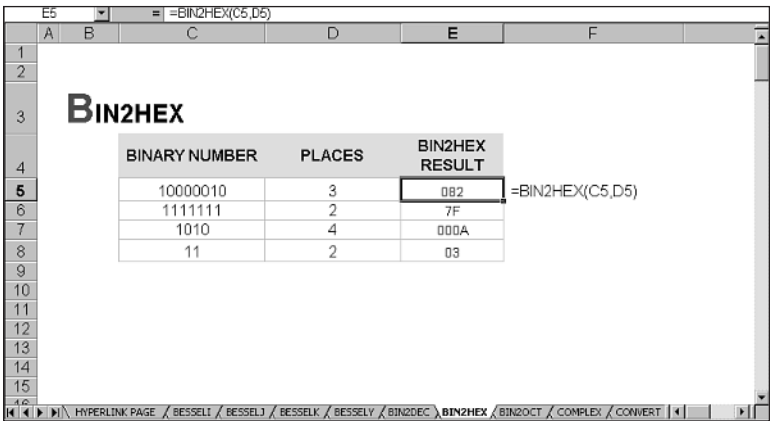 E5 = =BIN2HEX(C5,D5)
A B C D E F
1
2
3 BIN2HEX
4 BINARY NUMBER PLACES BIN2HEX RESULT
5 10000010 3 082 =BIN2HEX(C5,D5)
6 1111111 2 7F
7 1010 4 000A
8 11 2 03
9
10
11
12
13
14
15
16
HYPERLINK PAGE / BESSELI / BESSELJ / BESSELK / BESSELY / BIN2DEC \ BIN2HEX / BIN2OCT / COMPLEX / CONVERT